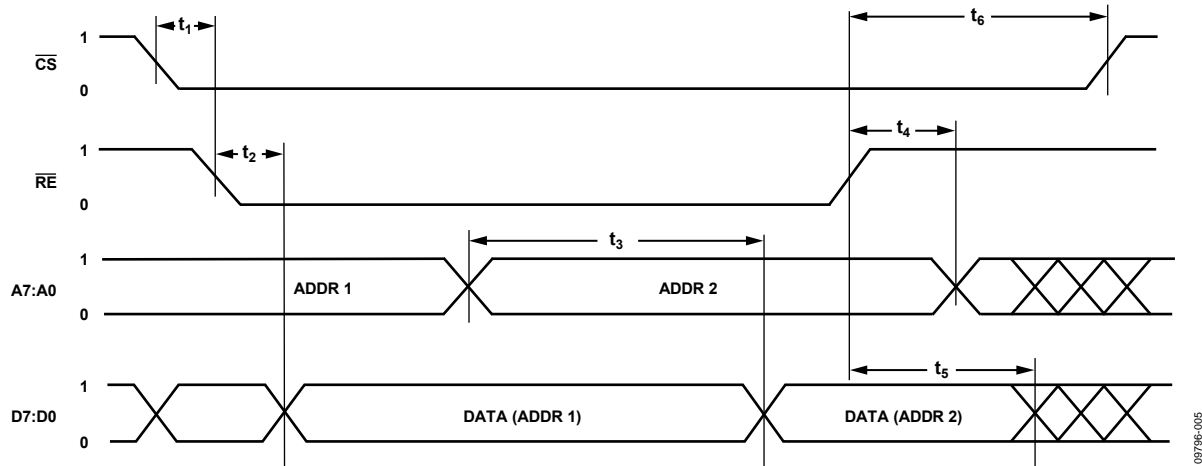 t1
t6
1
CS
0
t4
1
t2
RE
0
t3
1
A7:A0
ADDR 1
ADDR 2
0
t5
1
D7:D0
DATA (ADDR 1)
DATA (ADDR 2)
0
09796-005